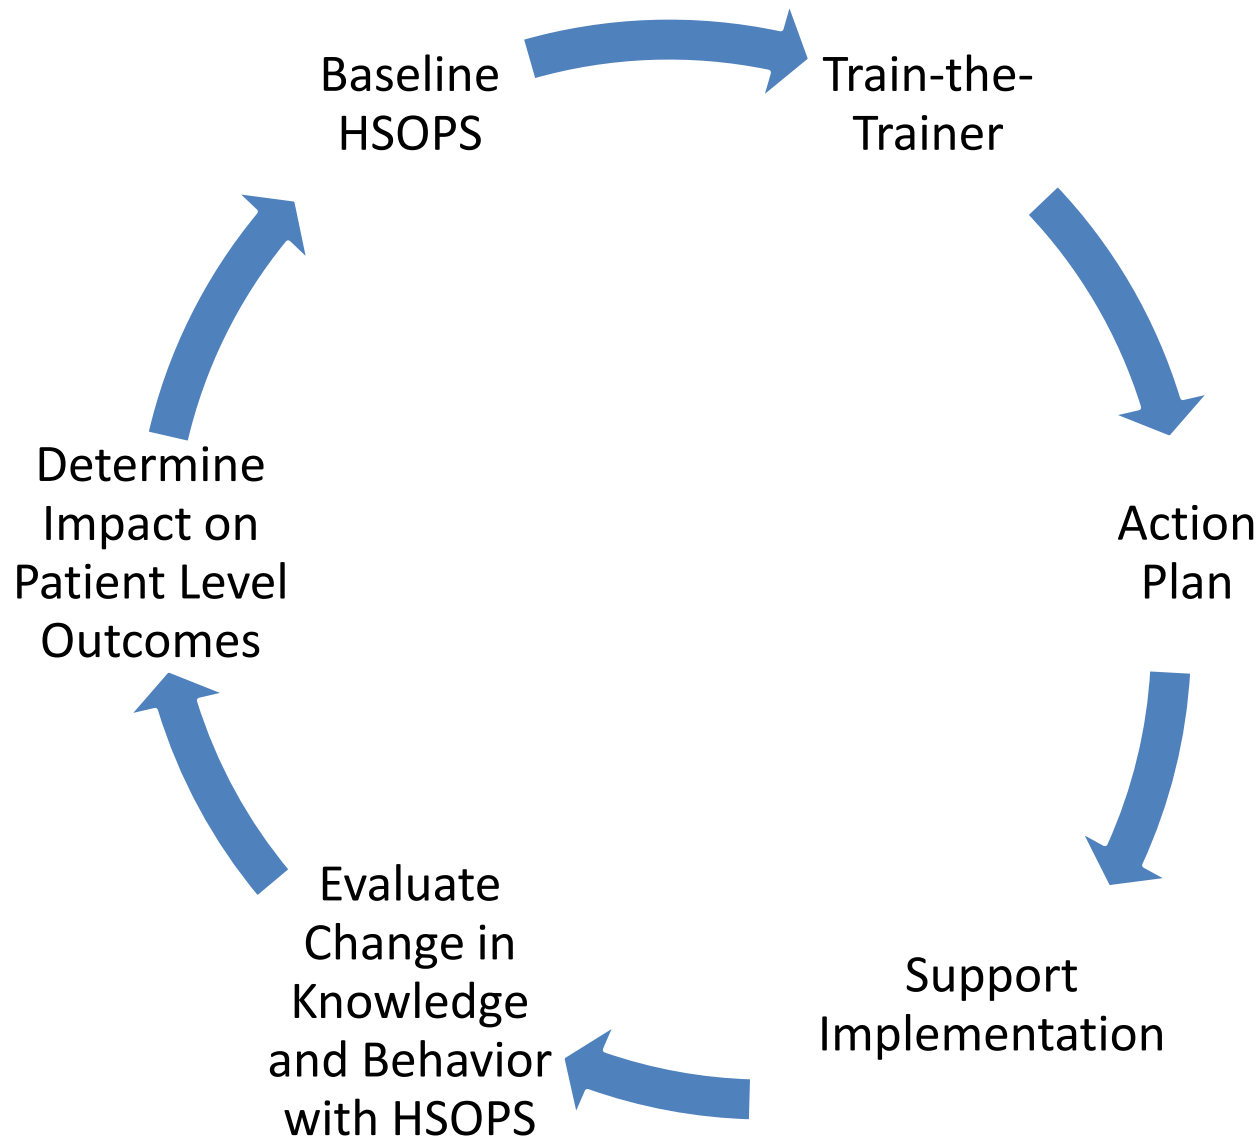 Baseline
HSOPS
Train-the-
Trainer
Action
Plan
Support
Implementation
Evaluate
Change in
Knowledge
and Behavior
with HSOPS
Determine
Impact on
Patient Level
Outcomes